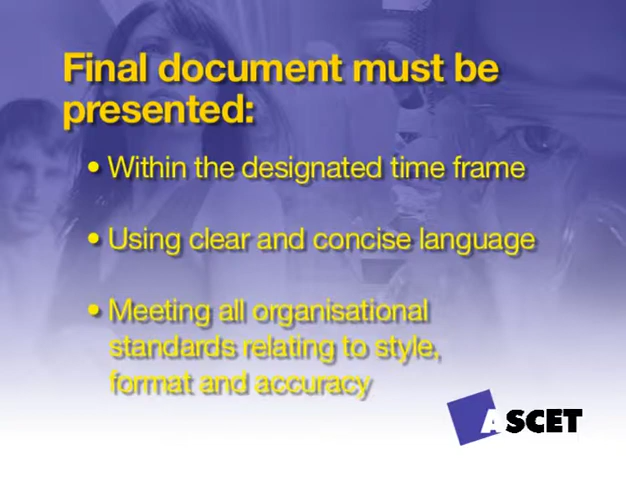 Final document must be
presented:
• Within the designated time frame
• Using clear and concise language
• Meeting all organisational
standards relating to style,
format and accuracy
ASCET